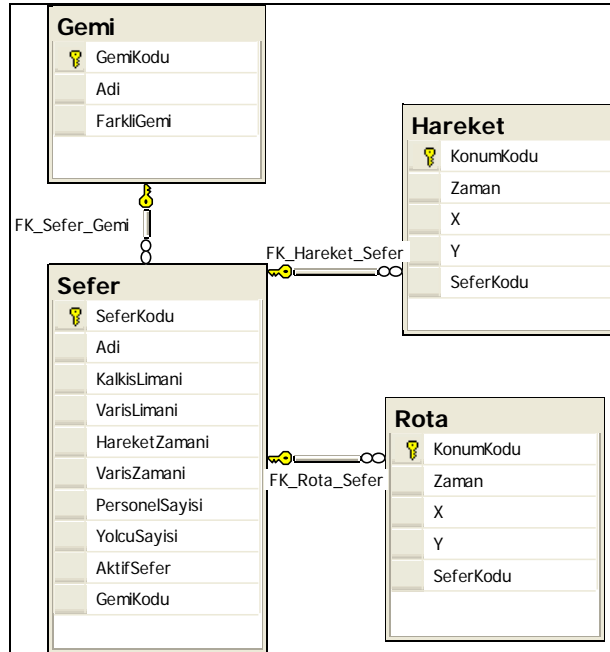 Gemi
GemiKodu
Adi
FarkliGemi
FK_Sefer_Gemi
Sefer
SeferKodu
Adi
KalkisLimani
VarisLimani
HareketZamani
VarisZamani
PersonelSayisi
YolcuSayisi
AktifSefer
GemiKodu
FK_Hareket_Sefer
Hareket
KonumKodu
Zaman
X
Y
SeferKodu
FK_Rota_Sefer
Rota
KonumKodu
Zaman
X
Y
SeferKodu